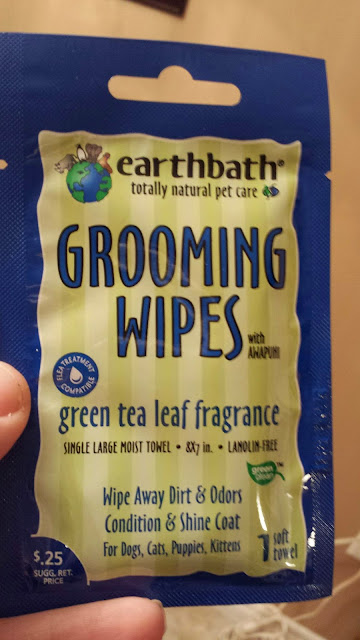 earthbath®
totally natural pet care
GROOMING
WIPES
with
AWAPUHI
FLEA TREATMENT
COMPATIBLE
green tea leaf fragrance
SINGLE LARGE MOIST TOWEL • 8X7 in. • LANOLIN-FREE
green
clean™
Wipe Away Dirt & Odors
Condition & Shine Coat
For Dogs, Cats, Puppies, Kittens
1 soft
towel
$.25
SUGG. RET.
PRICE